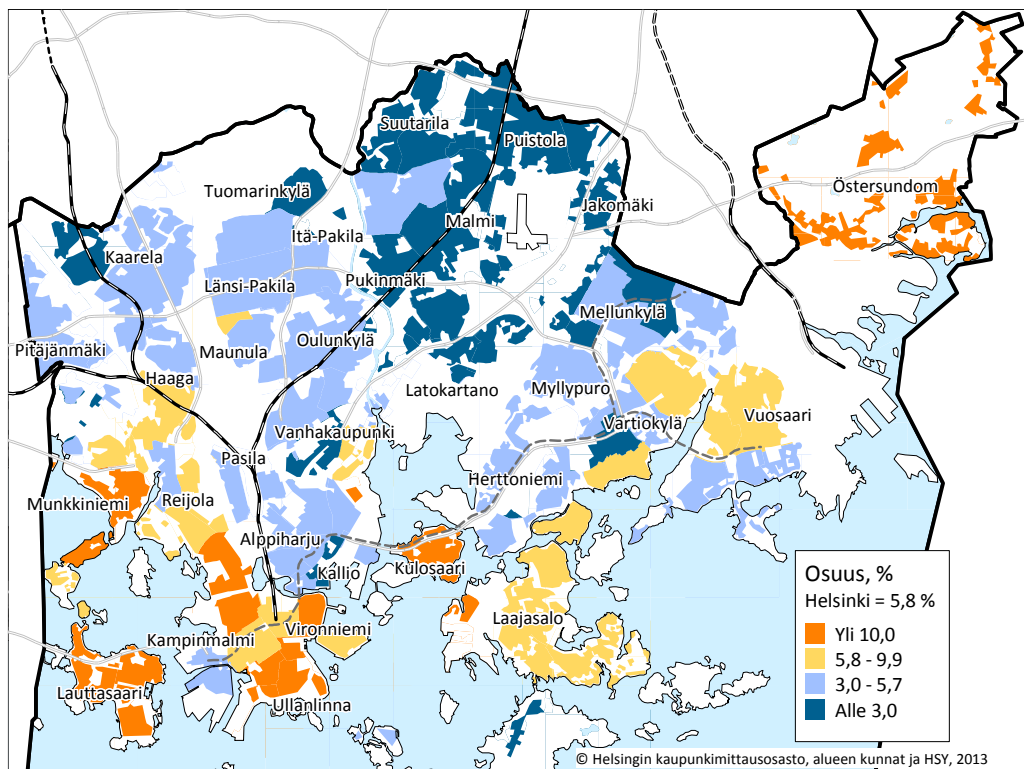 Suutarila
Puistola
Tuomarinkylä
Östersundom
Jakomäki
Malmi
Itä-Pakila
Kaarela
Pukinmäki
Länsi-Pakila
Mellunkylä
Oulunkylä
Pitäjänmäki
Maunula
Haaga
Latokartano
Myllypuro
Vuosaari
Vartiokylä
Vanhakaupunki
Pasila
Herttoniemi
Munkkiniemi
Reijola
Alppiharju
Kallio
Kulosaari
Laajasalo
Vironniemi
Kampinmalmi
Lauttasaari
Ullanlinna
Osuus, %
Helsinki = 5,8 %
Yli 10,0
5,8 - 9,9
3,0 - 5,7
Alle 3,0
© Helsingin kaupunkimittausosasto, alueen kunnat ja HSY, 2013